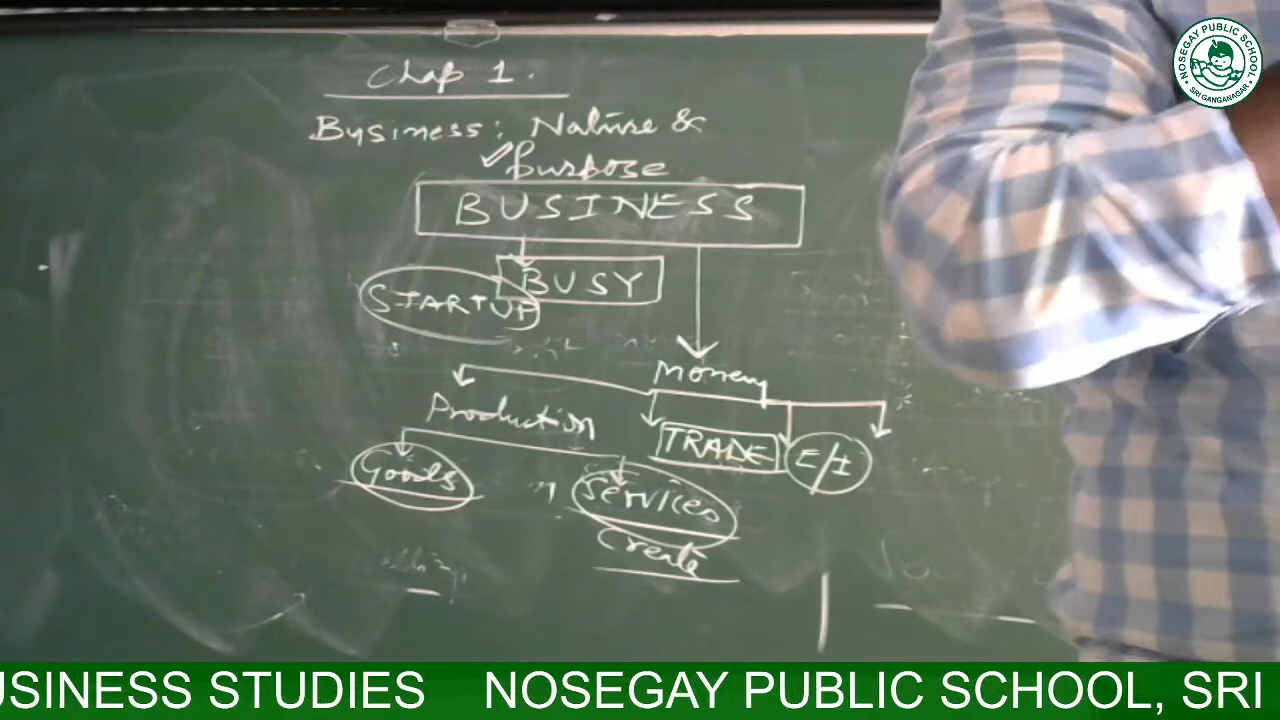 Chap 1.
Bysiness: Nature &
purpose
BUSINESS
BUSY
STARTUP
Money
Production
TRADE
E/I
Goods
Services
Create
NOSEGAY PUBLIC SCHOOL,
SRI GANGANAGAR
USINESS STUDIES NOSEGAY PUBLIC SCHOOL, SRI